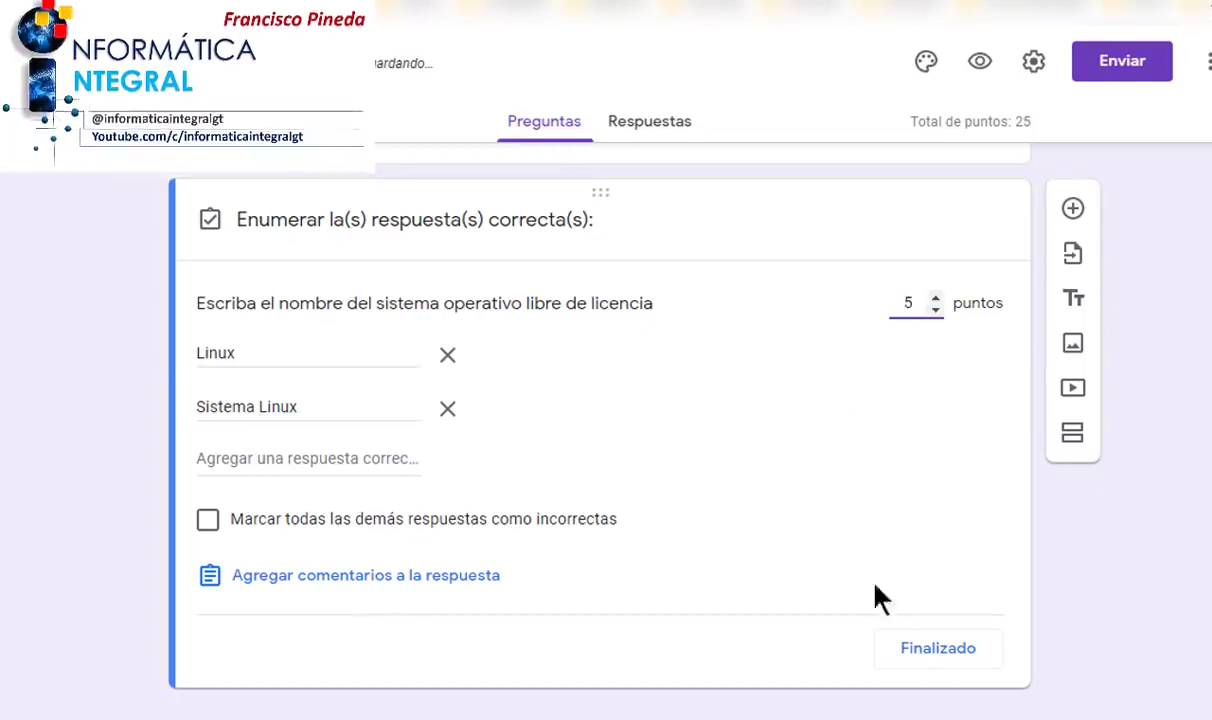 Francisco Pineda
NFORMÁTICA
NTEGRAL
@informaticaintegralgt
Youtube.com/c/informaticaintegralgt
Enviar
Preguntas
Respuestas
Total de puntos: 25
Enumerar la(s) respuesta(s) correcta(s):
Escriba el nombre del sistema operativo libre de licencia
5 puntos
Linux
Sistema Linux
Agregar una respuesta correc...
Marcar todas las demás respuestas como incorrectas
Agregar comentarios a la respuesta
Finalizado